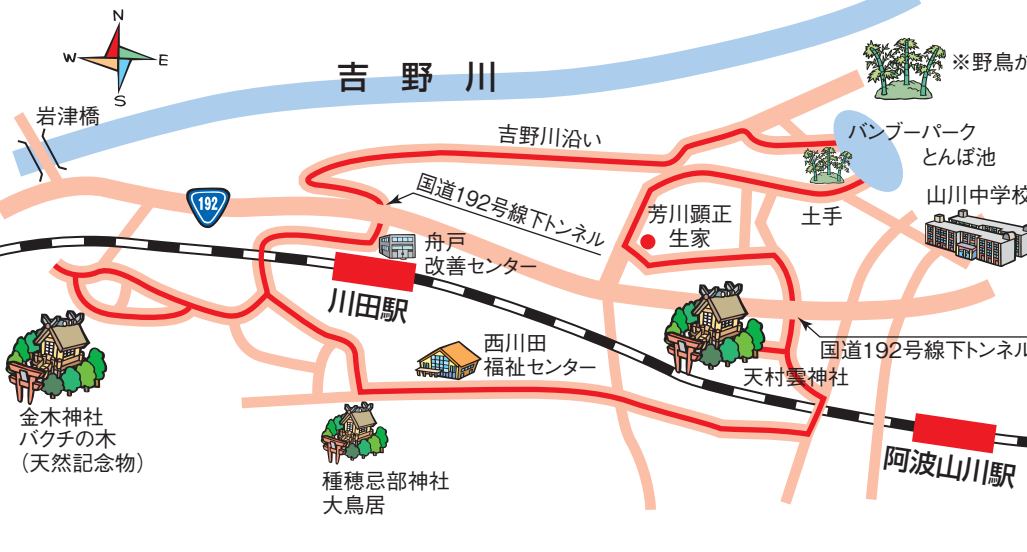 N
W
E
S
吉野川
岩津橋
吉野川沿い
※野鳥が
バンブーパーク
とんぼ池
山川中学校
192
国道192号線下トンネル
芳川顕正
生家
土手
舟戸
改善センター
川田駅
西川田
福祉センター
国道192号線下トンネル
天村雲神社
金木神社
バクチの木
（天然記念物）
種穂忌部神社
大鳥居
阿波山川駅